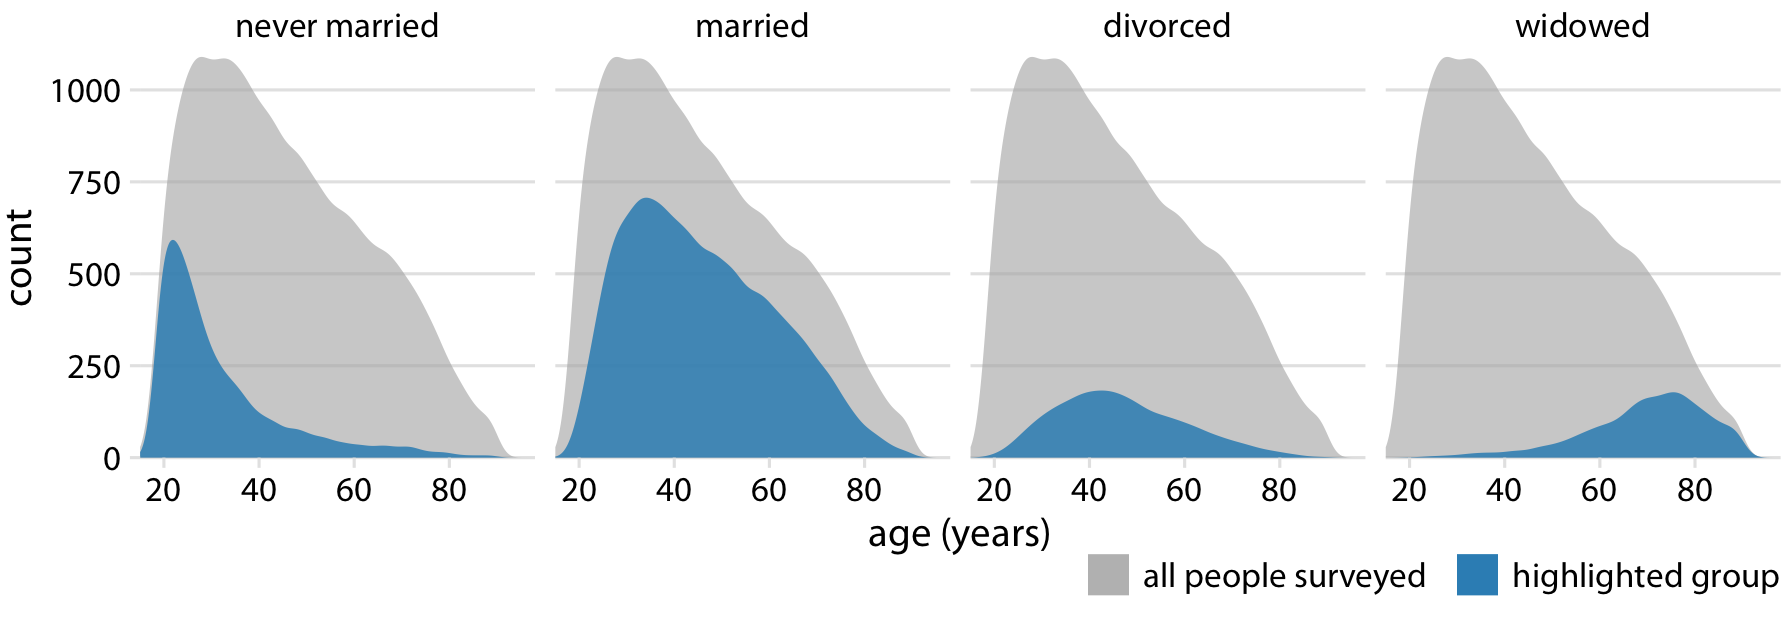 never married married divorced widowed
1000
750
500
250
0
count
20 40 60 80 20 40 60 80 20 40 60 80 20 40 60 80
age (years)
all people surveyed highlighted group